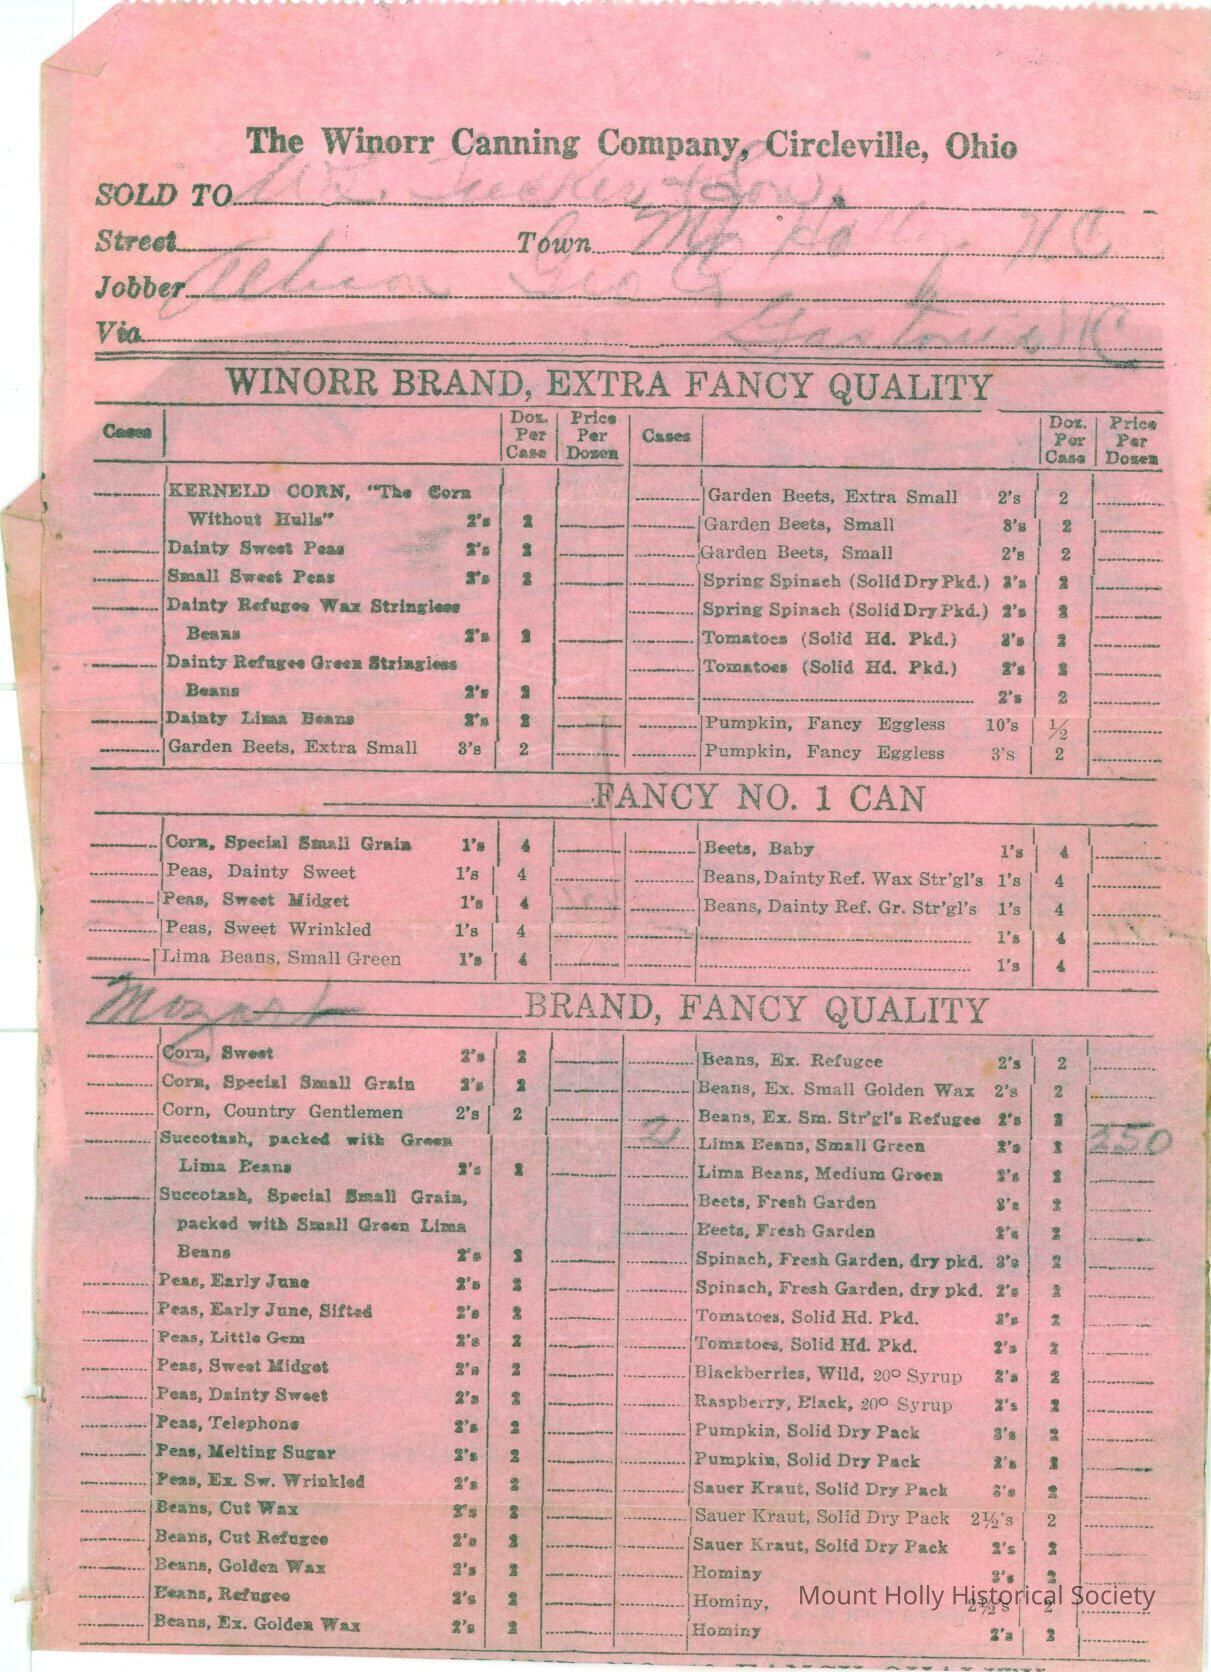 The Winorr Canning Company, Circleville, Ohio
SOLD TO W. L. Tucker & Son.
Street Town Mt Holly NC
Jobber
Via Gastonia NC
WINORR BRAND, EXTRA FANCY QUALITY
Cases Doz. Per Case Price Per Dozen Cases Doz. Per Case Price Per Dozen
KERNELD CORN, "The Corn
Without Hulls" 2's 2
Dainty Sweet Peas 2's 2
Small Sweet Peas 2's 2
Dainty Refugee Wax Stringless
Beans 2's 2
Dainty Refugee Green Stringless
Beans 2's 2
Dainty Lima Beans 2's 2
Garden Beets, Extra Small 3's 2
Garden Beets, Extra Small 2's 2
Garden Beets, Small 3's 2
Garden Beets, Small 2's 2
Spring Spinach (Solid Dry Pkd.) 3's 2
Spring Spinach (Solid Dry Pkd.) 2's 2
Tomatoes (Solid Hd. Pkd.) 3's 2
Tomatoes (Solid Hd. Pkd.) 2's 2
2's 2
Pumpkin, Fancy Eggless 10's ½
Pumpkin, Fancy Eggless 3's 2
FANCY NO. 1 CAN
Corn, Special Small Grain 1's 4
Peas, Dainty Sweet 1's 4
Peas, Sweet Midget 1's 4
Peas, Sweet Wrinkled 1's 4
Lima Beans, Small Green 1's 4
Beets, Baby 1's 4
Beans, Dainty Ref. Wax Str'gl's 1's 4
Beans, Dainty Ref. Gr. Str'gl's 1's 4
1's 4
1's 4
Mozart BRAND, FANCY QUALITY
Corn, Sweet 2's 2
Corn, Special Small Grain 2's 2
Corn, Country Gentlemen 2's 2
Succotash, packed with Green
Lima Beans 2's 2
Succotash, Special Small Grain,
packed with Small Green Lima
Beans 2's 2
Peas, Early June 2's 2
Peas, Early June, Sifted 2's 2
Peas, Little Gem 2's 2
Peas, Sweet Midget 2's 2
Peas, Dainty Sweet 2's 2
Peas, Telephone 2's 2
Peas, Melting Sugar 2's 2
Peas, Ex. Sw. Wrinkled 2's 2
Beans, Cut Wax 2's 2
Beans, Cut Refugee 2's 2
Beans, Golden Wax 2's 2
Beans, Refugee 2's 2
Beans, Ex. Golden Wax 2's 2
Beans, Ex. Refugee 2's 2
Beans, Ex. Small Golden Wax 2's 2
Beans, Ex. Sm. Str'gl's Refugee 2's 2
2 Lima Beans, Small Green 2's 2 250
Lima Beans, Medium Green 2's 2
Beets, Fresh Garden 3's 2
Beets, Fresh Garden 2's 2
Spinach, Fresh Garden, dry pkd. 3's 2
Spinach, Fresh Garden, dry pkd. 2's 2
Tomatoes, Solid Hd. Pkd. 3's 2
Tomatoes, Solid Hd. Pkd. 2's 2
Blackberries, Wild, 20° Syrup 2's 2
Raspberry, Black, 20° Syrup 2's 2
Pumpkin, Solid Dry Pack 3's 2
Pumpkin, Solid Dry Pack 2's 2
Sauer Kraut, Solid Dry Pack 3's 2
Sauer Kraut, Solid Dry Pack 2½'s 2
Sauer Kraut, Solid Dry Pack 2's 2
Hominy 3's 2
Hominy, 2½'s 2
Hominy 2's 2
Mount Holly Historical Society